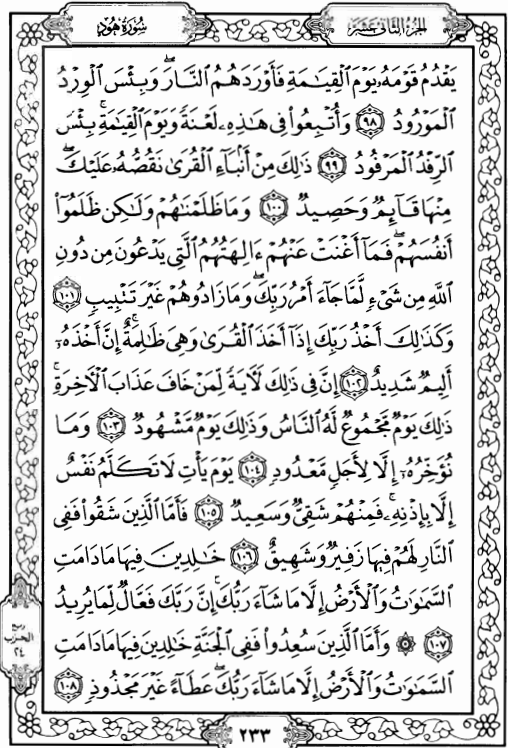 سُورَةُ هُود
الجزء الثاني عشر
يَقْدُمُ قَوْمَهُۥ يَوْمَ ٱلْقِيَـٰمَةِ فَأَوْرَدَهُمُ ٱلنَّارَ ۖ وَبِئْسَ ٱلْوِرْدُ
ٱلْمَوْرُودُ ٩٨ وَأُتْبِعُوا۟ فِى هَـٰذِهِۦ لَعْنَةً وَيَوْمَ ٱلْقِيَـٰمَةِ ۚ بِئْسَ
ٱلرِّفْدُ ٱلْمَرْفُودُ ٩٩ ذَٰلِكَ مِنْ أَنۢبَآءِ ٱلْقُرَىٰ نَقُصُّهُۥ عَلَيْكَ ۖ
مِنْهَا قَآئِمٌ وَحَصِيدٌ ١٠٠ وَمَا ظَلَمْنَـٰهُمْ وَلَـٰكِن ظَلَمُوٓا۟
أَنفُسَهُمْ ۖ فَمَآ أَغْنَتْ عَنْهُمْ ءَالِهَتُهُمُ ٱلَّتِى يَدْعُونَ مِن دُونِ
ٱللَّهِ مِن شَىْءٍ لَّمَّا جَآءَ أَمْرُ رَبِّكَ ۖ وَمَا زَادُوهُمْ غَيْرَ تَتْبِيبٍ ١٠١
وَكَذَٰلِكَ أَخْذُ رَبِّكَ إِذَآ أَخَذَ ٱلْقُرَىٰ وَهِىَ ظَـٰلِمَةٌ ۚ إِنَّ أَخْذَهُۥٓ
أَلِيمٌ شَدِيدٌ ١٠٢ إِنَّ فِى ذَٰلِكَ لَـَٔايَةً لِّمَنْ خَافَ عَذَابَ ٱلْـَٔاخِرَةِ ۚ
ذَٰلِكَ يَوْمٌ مَّجْمُوعٌ لَّهُ ٱلنَّاسُ وَذَٰلِكَ يَوْمٌ مَّشْهُودٌ ١٠٣ وَمَا
نُؤَخِّرُهُۥٓ إِلَّا لِأَجَلٍ مَّعْدُودٍ ١٠٤ يَوْمَ يَأْتِ لَا تَكَلَّمُ نَفْسٌ
إِلَّا بِإِذْنِهِۦ ۚ فَمِنْهُمْ شَقِىٌّ وَسَعِيدٌ ١٠٥ فَأَمَّا ٱلَّذِينَ شَقُوا۟ فَفِى
ٱلنَّارِ لَهُمْ فِيهَا زَفِيرٌ وَشَهِيقٌ ١٠٦ خَـٰلِدِينَ فِيهَا مَا دَامَتِ
ٱلسَّمَـٰوَٰتُ وَٱلْأَرْضُ إِلَّا مَا شَآءَ رَبُّكَ ۚ إِنَّ رَبَّكَ فَعَّالٌ لِّمَا يُرِيدُ
١٠٧ ۞ وَأَمَّا ٱلَّذِينَ سُعِدُوا۟ فَفِى ٱلْجَنَّةِ خَـٰلِدِينَ فِيهَا مَا دَامَتِ
ٱلسَّمَـٰوَٰتُ وَٱلْأَرْضُ إِلَّا مَا شَآءَ رَبُّكَ ۖ عَطَآءً غَيْرَ مَجْذُوذٍ ١٠٨
ربع
الحزب
٢٤
٢٣٣